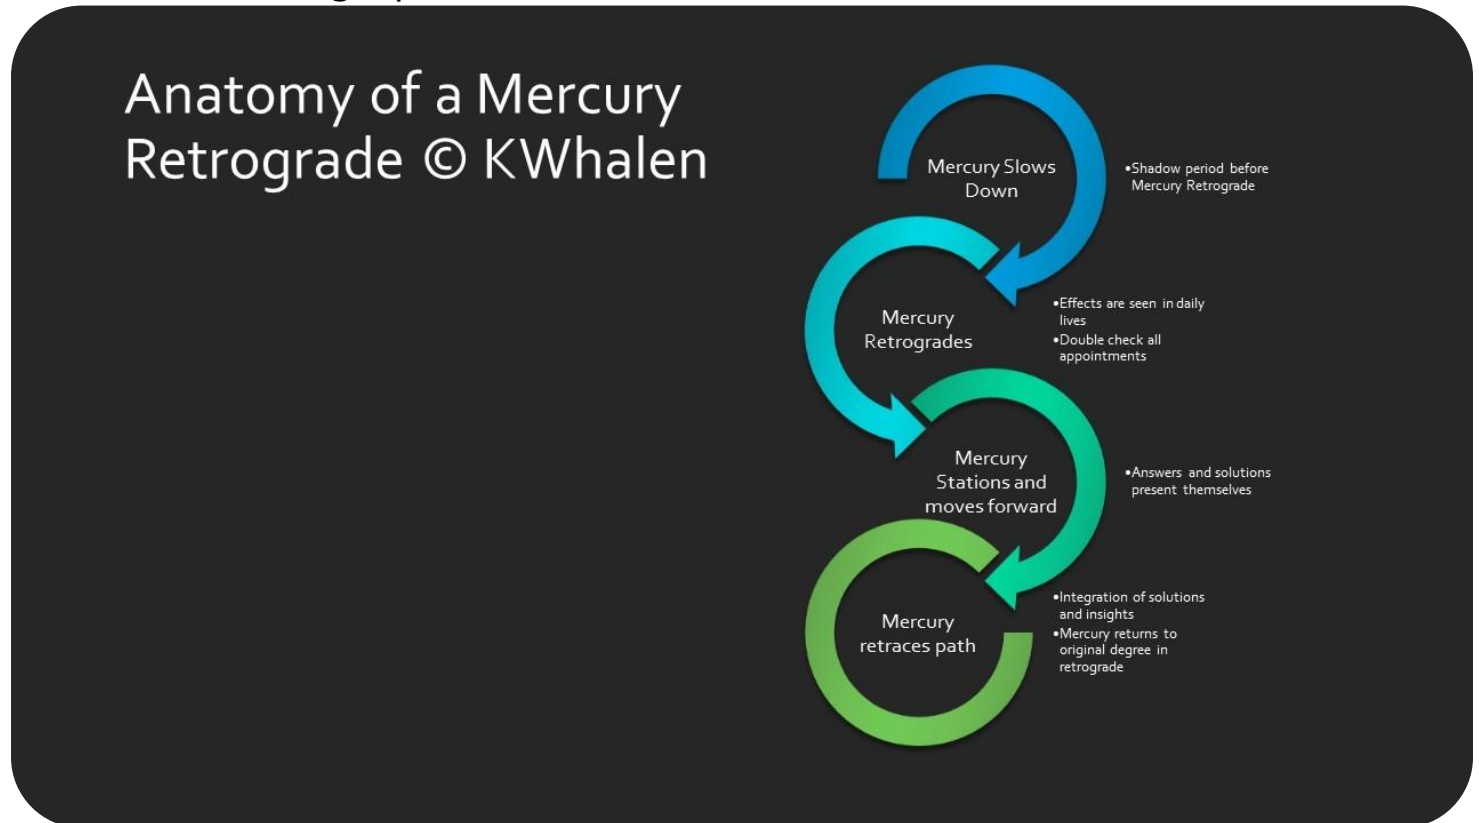 Anatomy of a Mercury
Retrograde © KWhalen
Mercury Slows
Down
•Shadow period before
Mercury Retrograde
Mercury
Retrogrades
•Effects are seen in daily
lives
•Double check all
appointments
Mercury
Stations and
moves forward
•Answers and solutions
present themselves
Mercury
retraces path
•Integration of solutions
and insights
•Mercury returns to
original degree in
retrograde